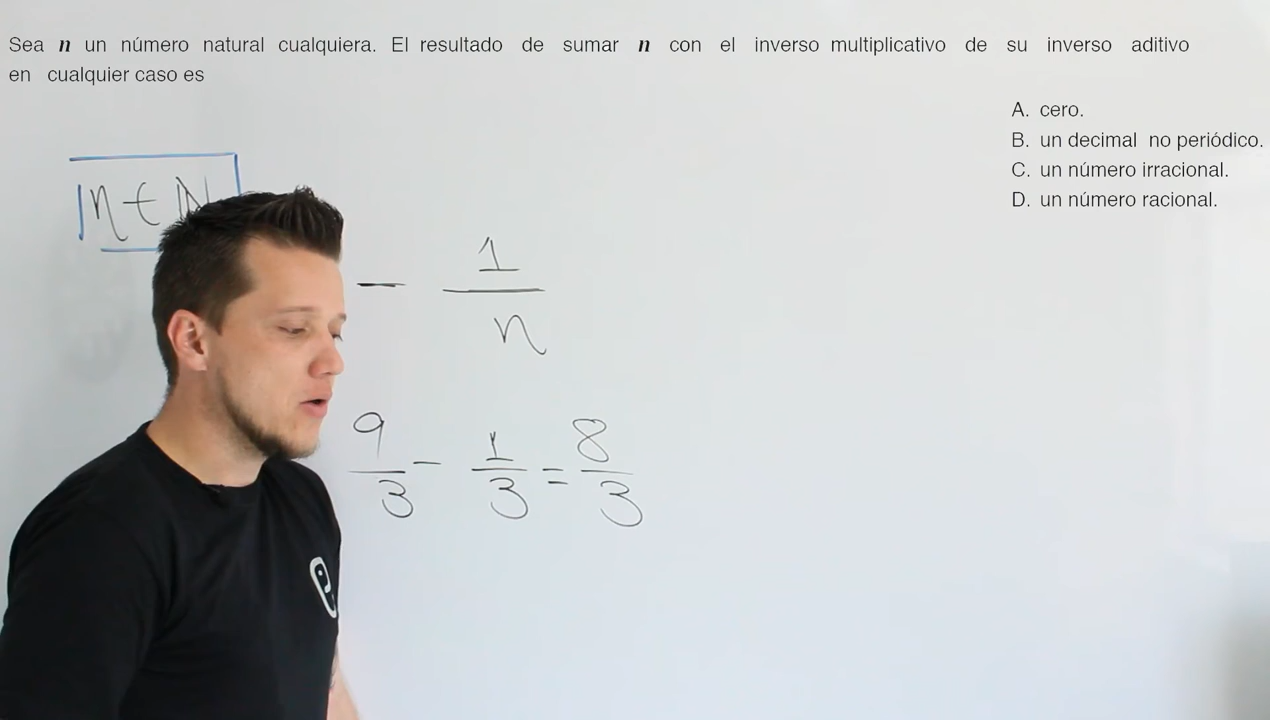 Sea n un número natural cualquiera. El resultado de sumar n con el inverso multiplicativo de su inverso aditivo
en cualquier caso es
A. cero.
B. un decimal no periódico.
C. un número irracional.
D. un número racional.
n ∈ N
− 1/n
9/3 − 1/3 = 8/3